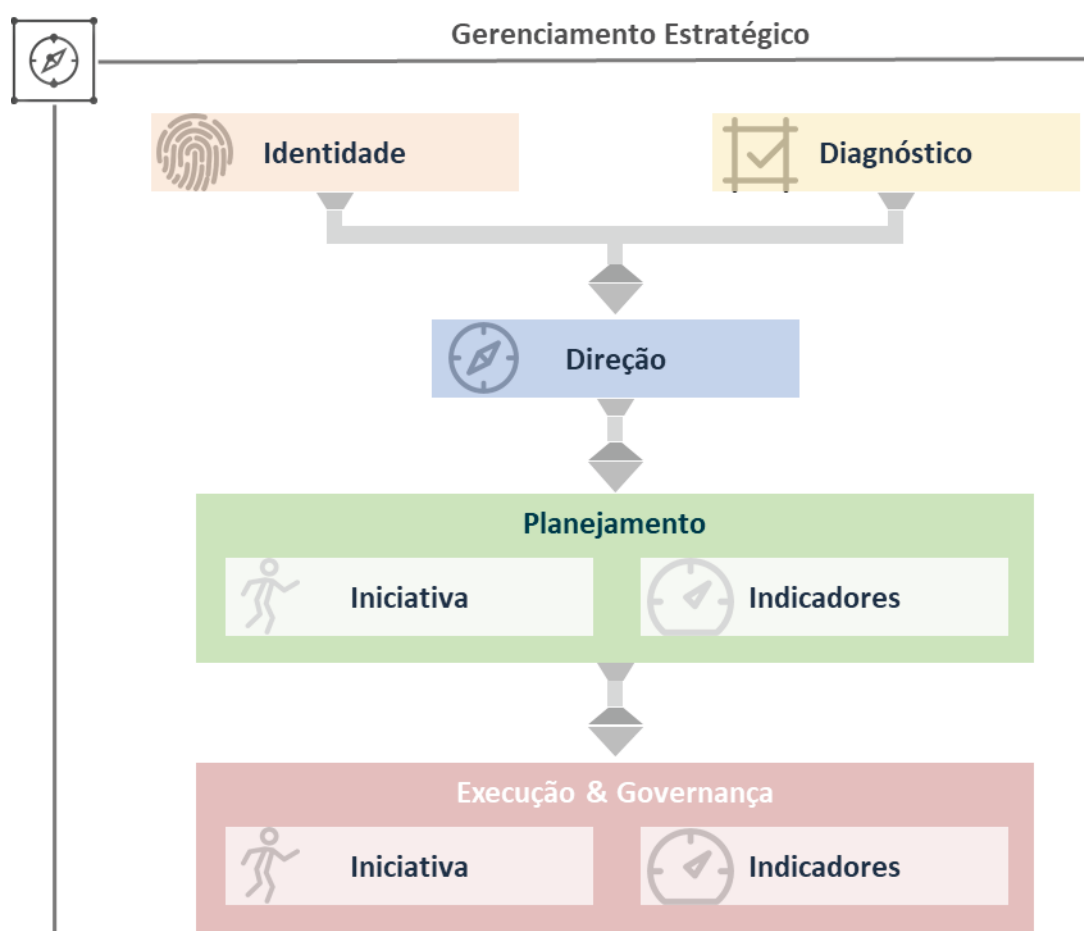 Gerenciamento Estratégico
Identidade
Diagnóstico
Direção
Planejamento
Iniciativa
Indicadores
Execução & Governança
Iniciativa
Indicadores